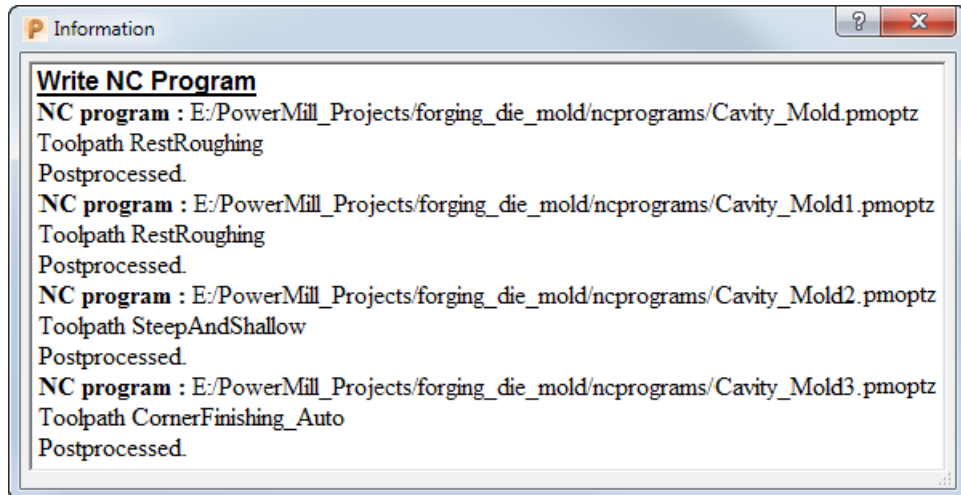 Information
Write NC Program
NC program : E:/PowerMill_Projects/forging_die_mold/ncprograms/Cavity_Mold.pmoptz
Toolpath RestRoughing
Postprocessed.
NC program : E:/PowerMill_Projects/forging_die_mold/ncprograms/Cavity_Mold1.pmoptz
Toolpath RestRoughing
Postprocessed.
NC program : E:/PowerMill_Projects/forging_die_mold/ncprograms/Cavity_Mold2.pmoptz
Toolpath SteepAndShallow
Postprocessed.
NC program : E:/PowerMill_Projects/forging_die_mold/ncprograms/Cavity_Mold3.pmoptz
Toolpath CornerFinishing_Auto
Postprocessed.